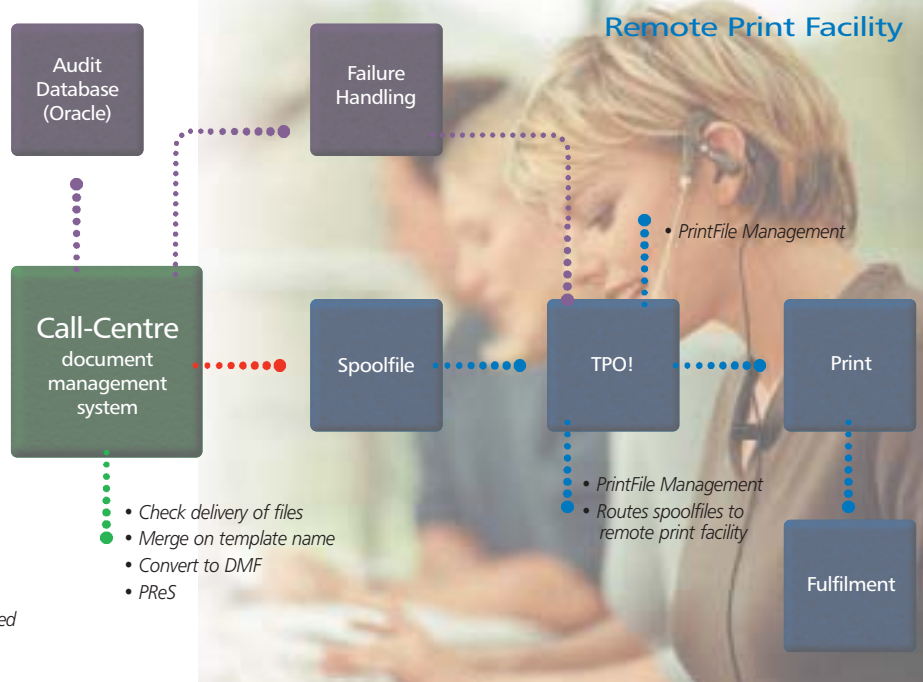 Remote Print Facility
Audit
Database
(Oracle)
Failure
Handling
• PrintFile Management
Call-Centre
document
management
system
Spoolfile
TPO!
Print
• PrintFile Management
• Routes spoolfiles to
remote print facility
• Check delivery of files
• Merge on template name
• Convert to DMF
• PReS
Fulfilment
ed